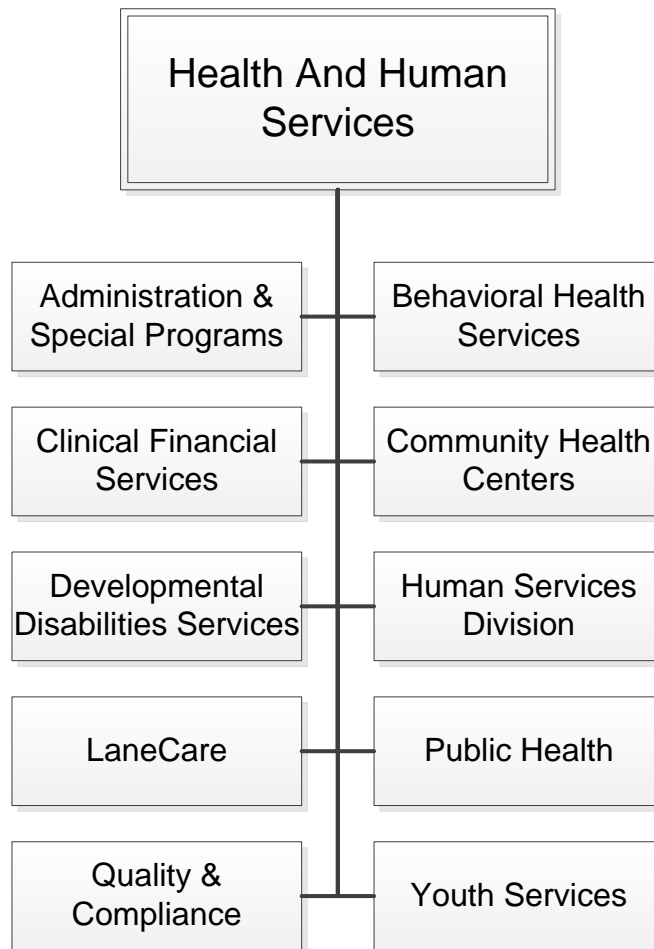 Health And Human
Services
Administration &
Special Programs
Behavioral Health
Services
Clinical Financial
Services
Community Health
Centers
Developmental
Disabilities Services
Human Services
Division
LaneCare
Public Health
Quality &
Compliance
Youth Services